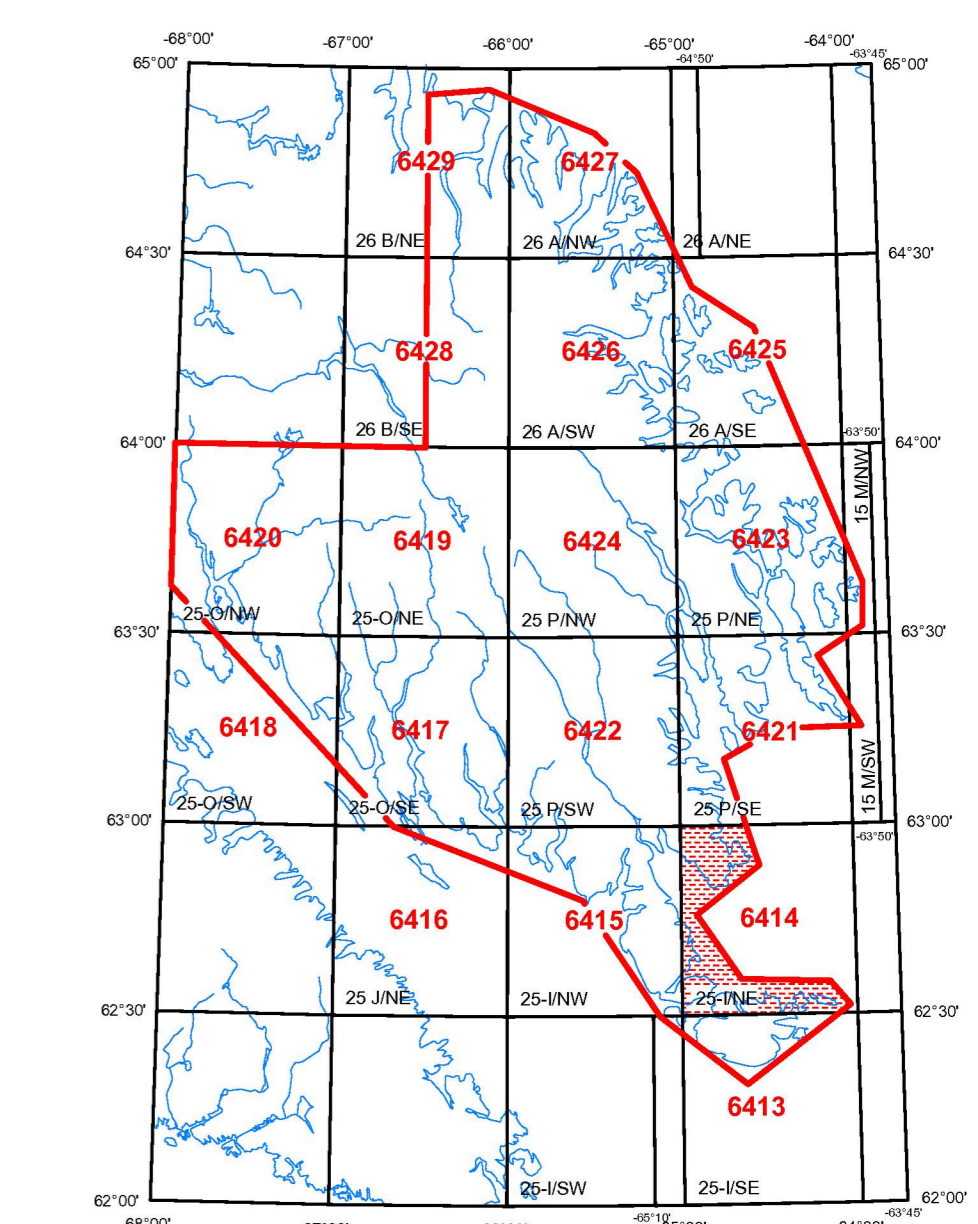 -68°00' -67°00' -66°00' -65°00' -64°00'
-64°50' -63°45'
65°00' 65°00'
6429 6427
26 B/NE 26 A/NW 26 A/NE
64°30' 64°30'
6428 6426 6425
26 B/SE 26 A/SW 26 A/SE
64°00' -63°50' 64°00'
15 M/NW
6420 6419 6424 6423
25-O/NW 25-O/NE 25 P/NW 25 P/NE
63°30' 63°30'
6418 6417 6422 6421
15 M/SW
25-O/SW 25-O/SE 25 P/SW 25 P/SE
63°00' 63°00'
-63°50'
6416 6415 6414
25 J/NE 25-I/NW 25-I/NE
62°30' 62°30'
6413
25-I/SW 25-I/SE
62°00' 62°00'
-65°10' -63°45'